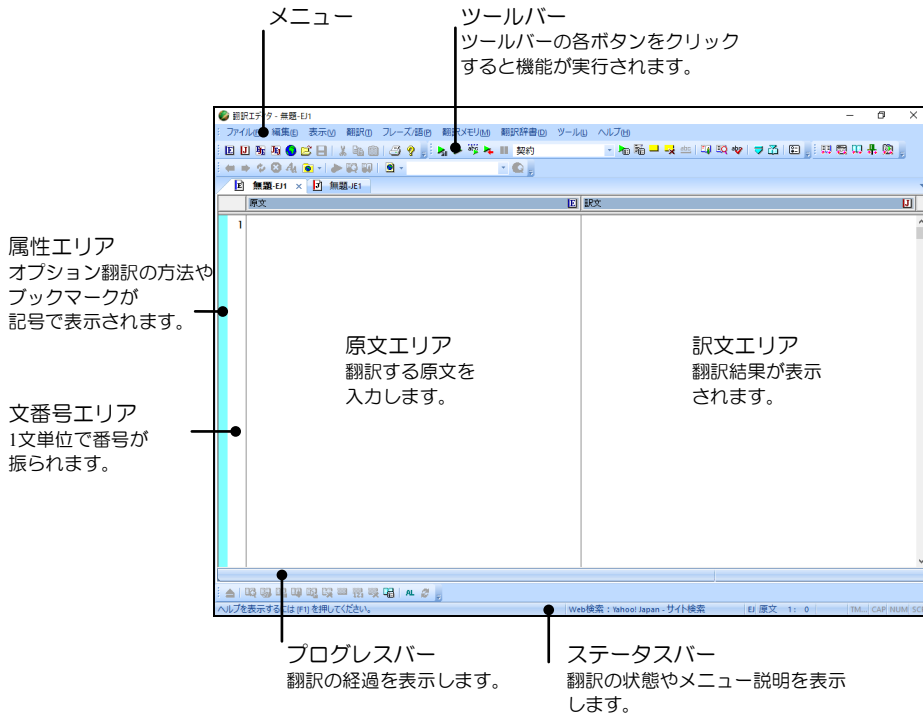 メニュー
ツールバー
ツールバーの各ボタンをクリック
すると機能が実行されます。
翻訳エディタ - 無題-EJ1
ファイル(F) 編集(E) 表示(V) 翻訳(T) フレーズ/語(P) 翻訳メモリ(M) 翻訳辞書(D) ツール(L) ヘルプ(H)
契約
無題-EJ1 × 無題-JE1
原文 E 訳文 J
1
属性エリア
オプション翻訳の方法や
ブックマークが
記号で表示されます。
原文エリア
翻訳する原文を
入力します。
訳文エリア
翻訳結果が表示
されます。
文番号エリア
1文単位で番号が
振られます。
AL
ヘルプを表示するには [F1] を押してください。 Web検索：Yahoo! Japan - サイト検索 EJ 原文 1: 0 TM... CAP NUM SC
プログレスバー
翻訳の経過を表示します。
ステータスバー
翻訳の状態やメニュー説明を表示
します。